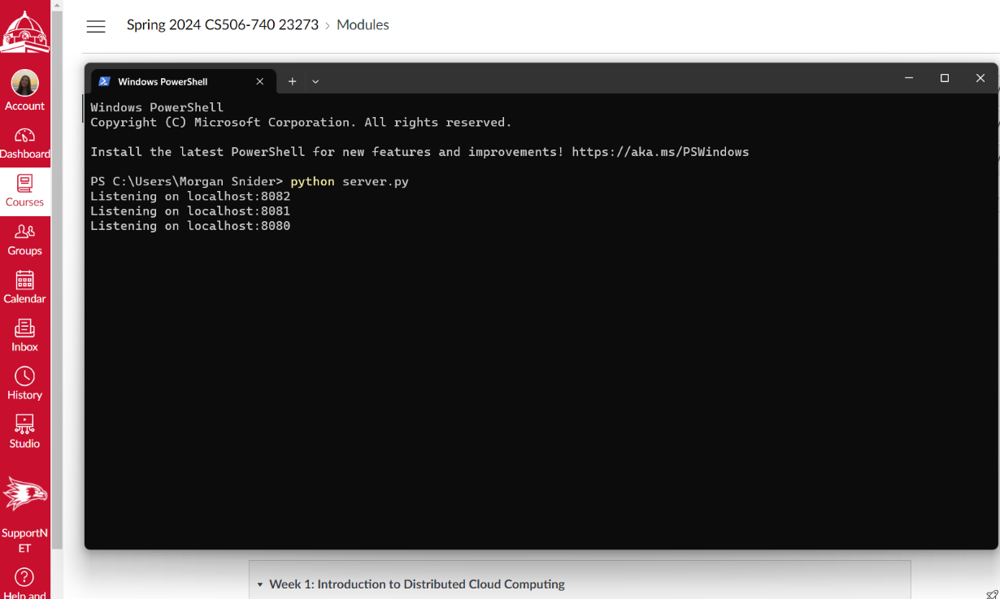 Spring 2024 CS506-740 23273 › Modules
Account
Dashboard
Courses
Groups
Calendar
Inbox
History
Studio
SupportN
ET
Help and
Windows PowerShell
Windows PowerShell
Copyright (C) Microsoft Corporation. All rights reserved.
Install the latest PowerShell for new features and improvements! https://aka.ms/PSWindows
PS C:\Users\Morgan Snider> python server.py
Listening on localhost:8082
Listening on localhost:8081
Listening on localhost:8080
Week 1: Introduction to Distributed Cloud Computing